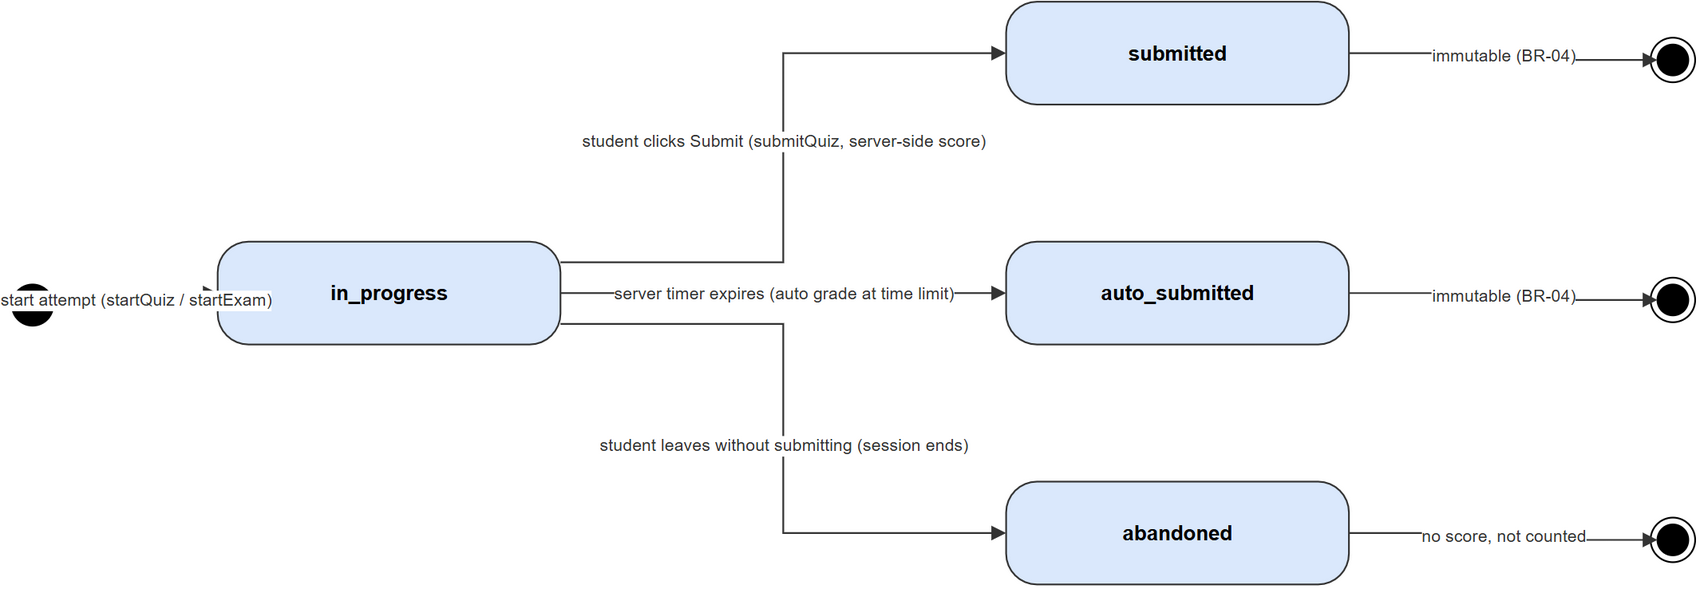 submitted
immutable (BR-04)
student clicks Submit (submitQuiz, server-side score)
start attempt (startQuiz / startExam)
in_progress
server timer expires (auto grade at time limit)
auto_submitted
immutable (BR-04)
student leaves without submitting (session ends)
abandoned
no score, not counted